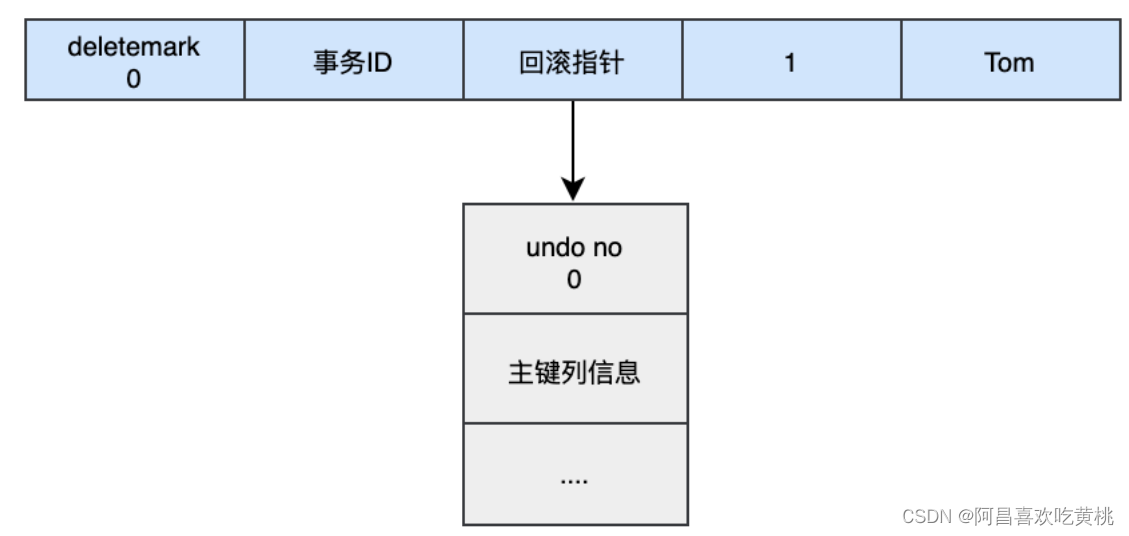 deletemark
0
事务ID
回滚指针
1
Tom
undo no
0
主键列信息
....
CSDN @阿昌喜欢吃黄桃